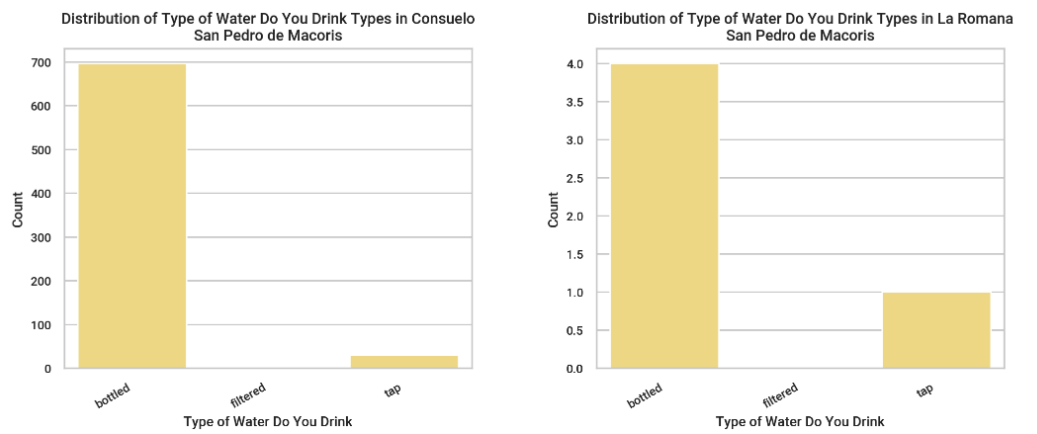 Distribution of Type of Water Do You Drink Types in Consuelo
San Pedro de Macoris
700
600
500
400
300
200
100
0
Count
bottled
filtered
tap
Type of Water Do You Drink
Distribution of Type of Water Do You Drink Types in La Romana
San Pedro de Macoris
4.0
3.5
3.0
2.5
2.0
1.5
1.0
0.5
0.0
Count
bottled
filtered
tap
Type of Water Do You Drink